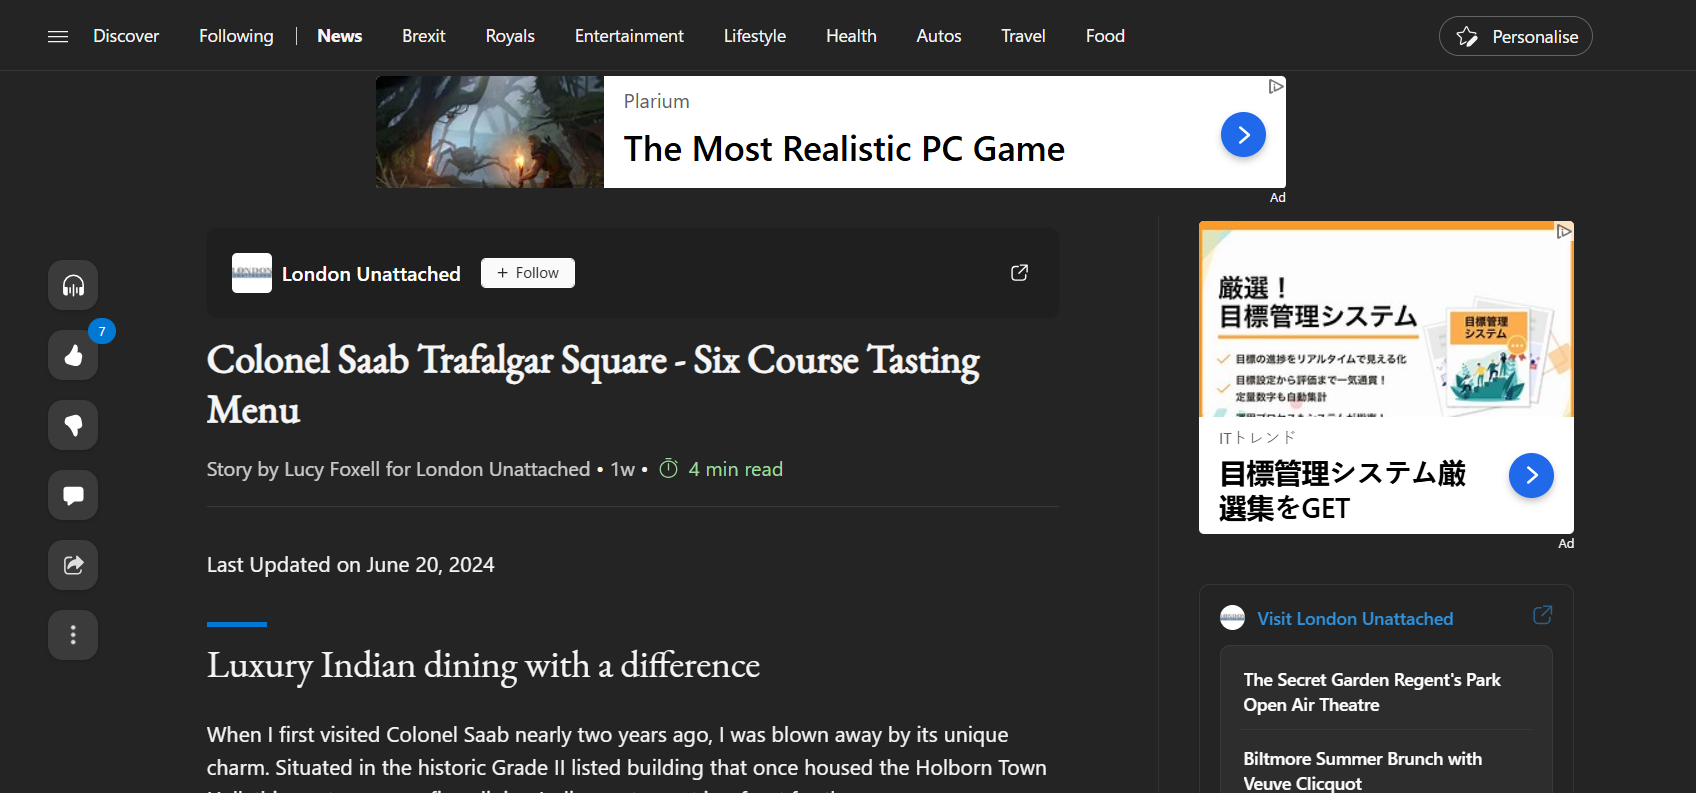 Discover Following News Brexit Royals Entertainment Lifestyle Health Autos Travel Food Personalise
Plarium
The Most Realistic PC Game
Ad
LONDON
London Unattached
+ Follow
7
Colonel Saab Trafalgar Square - Six Course Tasting
Menu
Story by Lucy Foxell for London Unattached • 1w • 4 min read
Last Updated on June 20, 2024
Luxury Indian dining with a difference
When I first visited Colonel Saab nearly two years ago, I was blown away by its unique
charm. Situated in the historic Grade II listed building that once housed the Holborn Town
厳選！
目標管理システム
目標の進捗をリアルタイムで見える化
目標設定から評価まで一気通貫！
定量数字も自動集計
目標管理
システム
ITトレンド
目標管理システム厳
選集をGET
Ad
Visit London Unattached
The Secret Garden Regent's Park
Open Air Theatre
Biltmore Summer Brunch with
Veuve Clicquot